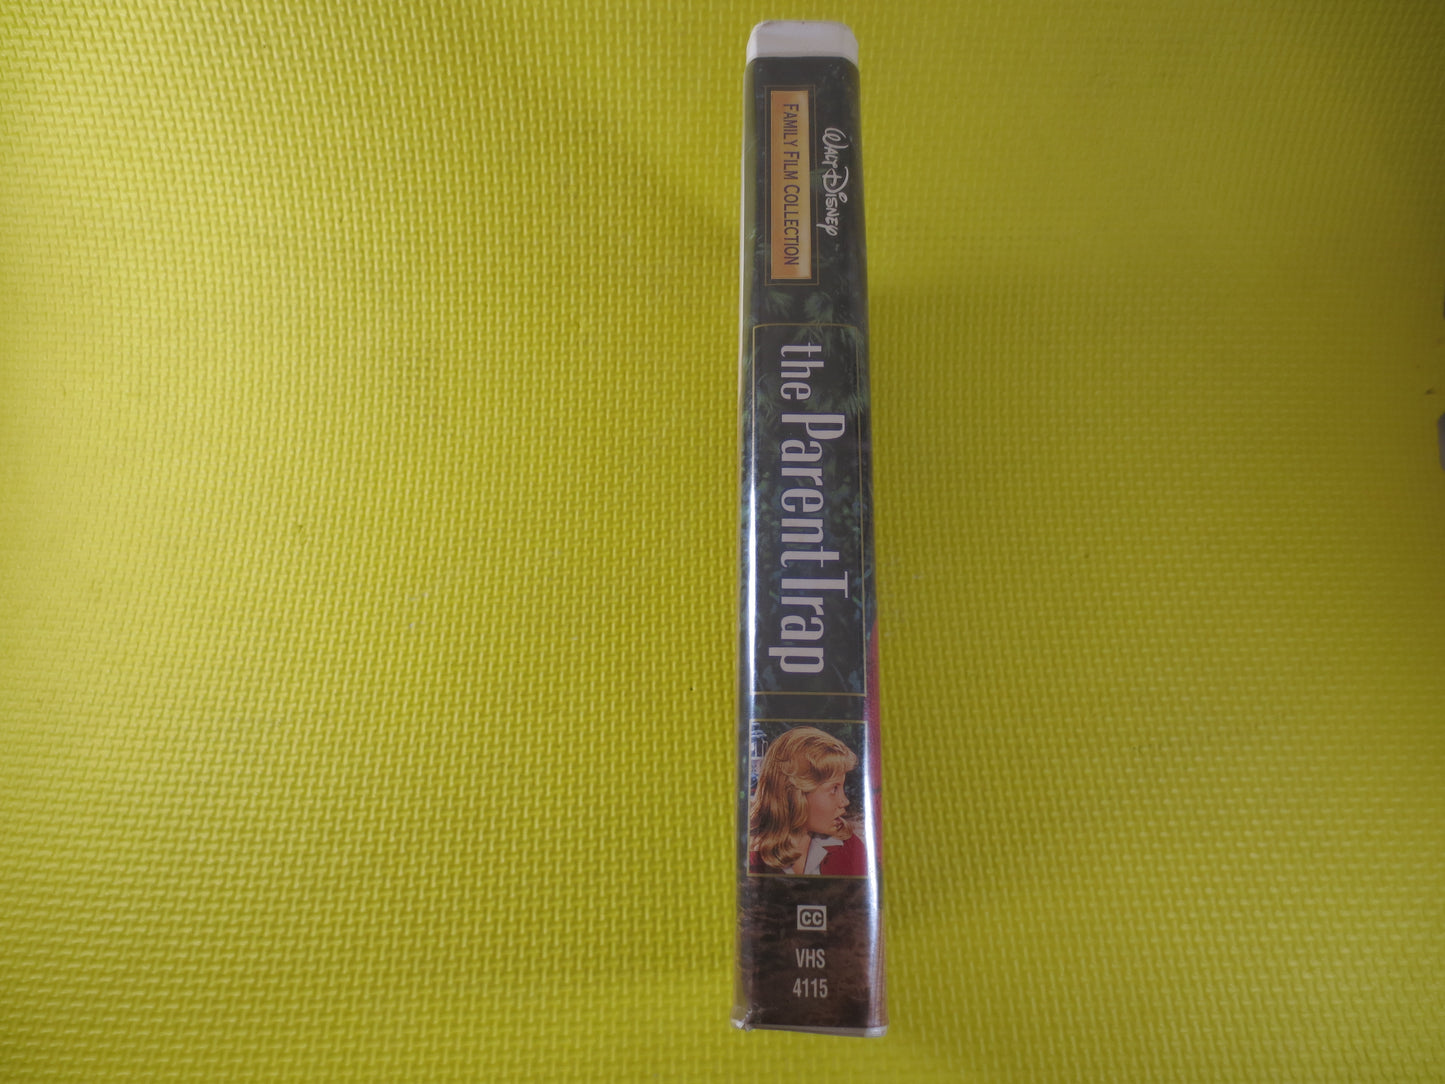 WALT DISNEY
FAMILY FILM COLLECTION
the Parent Trap
CC
VHS
4115